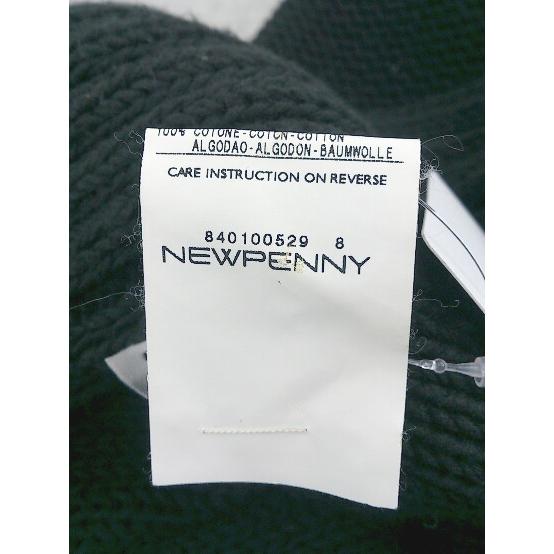 100% COTONE-COTON-COTTON
ALGODAO-ALGODON-BAUMWOLLE
CARE INSTRUCTION ON REVERSE
840100529 8
NEWPENNY